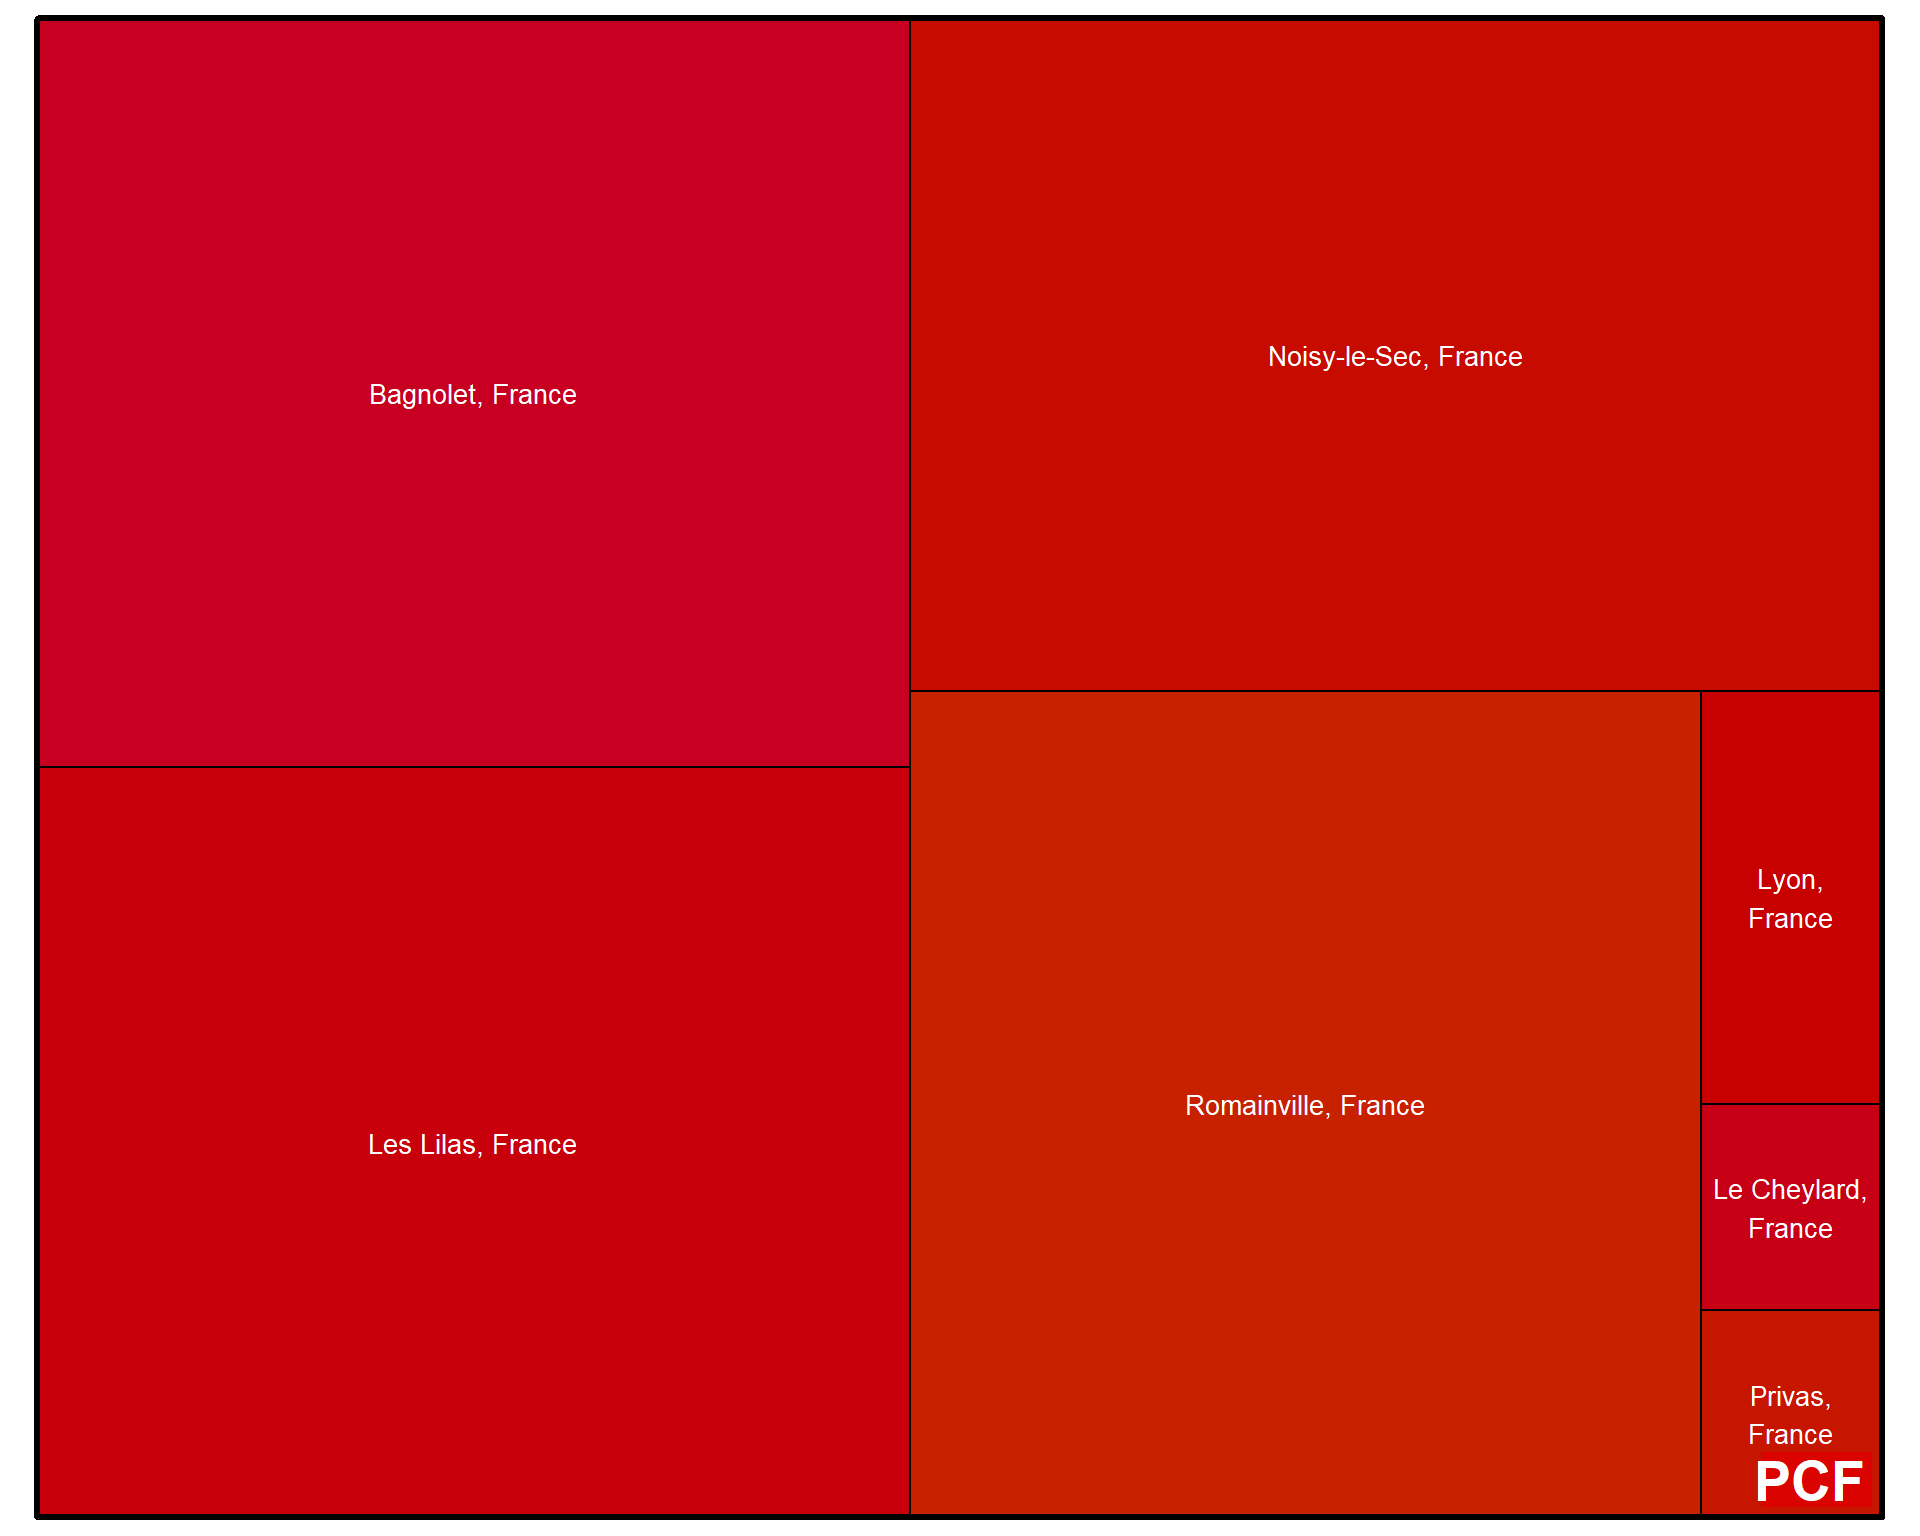 Bagnolet, France
Noisy-le-Sec, France
Les Lilas, France
Romainville, France
Lyon,
France
Le Cheylard,
France
Privas,
France
PCF